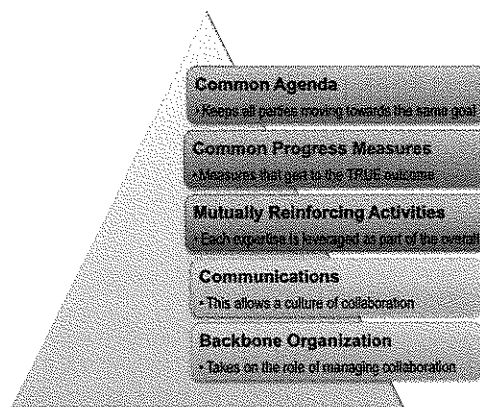 Common Agenda
• Keeps all parties moving towards the same goal
Common Progress Measures
• Measures that get to the TRUE outcome
Mutually Reinforcing Activities
• Each expertise is leveraged as part of the overall
Communications
• This allows a culture of collaboration
Backbone Organization
• Takes on the role of managing collaboration